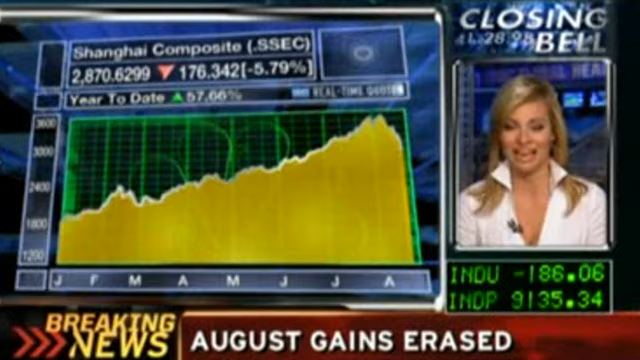 CLOSING
BELL
Shanghai Composite (.SSEC)
2,870.6299 ▼ 176.342[-5.79%]
Year To Date ▲ 57.66%
REAL-TIME QUOTES
3600
3000
2400
1800
1200
J F M A M J J A
INDU -186.06
INDP 9135.34
BREAKING
NEWS
AUGUST GAINS ERASED